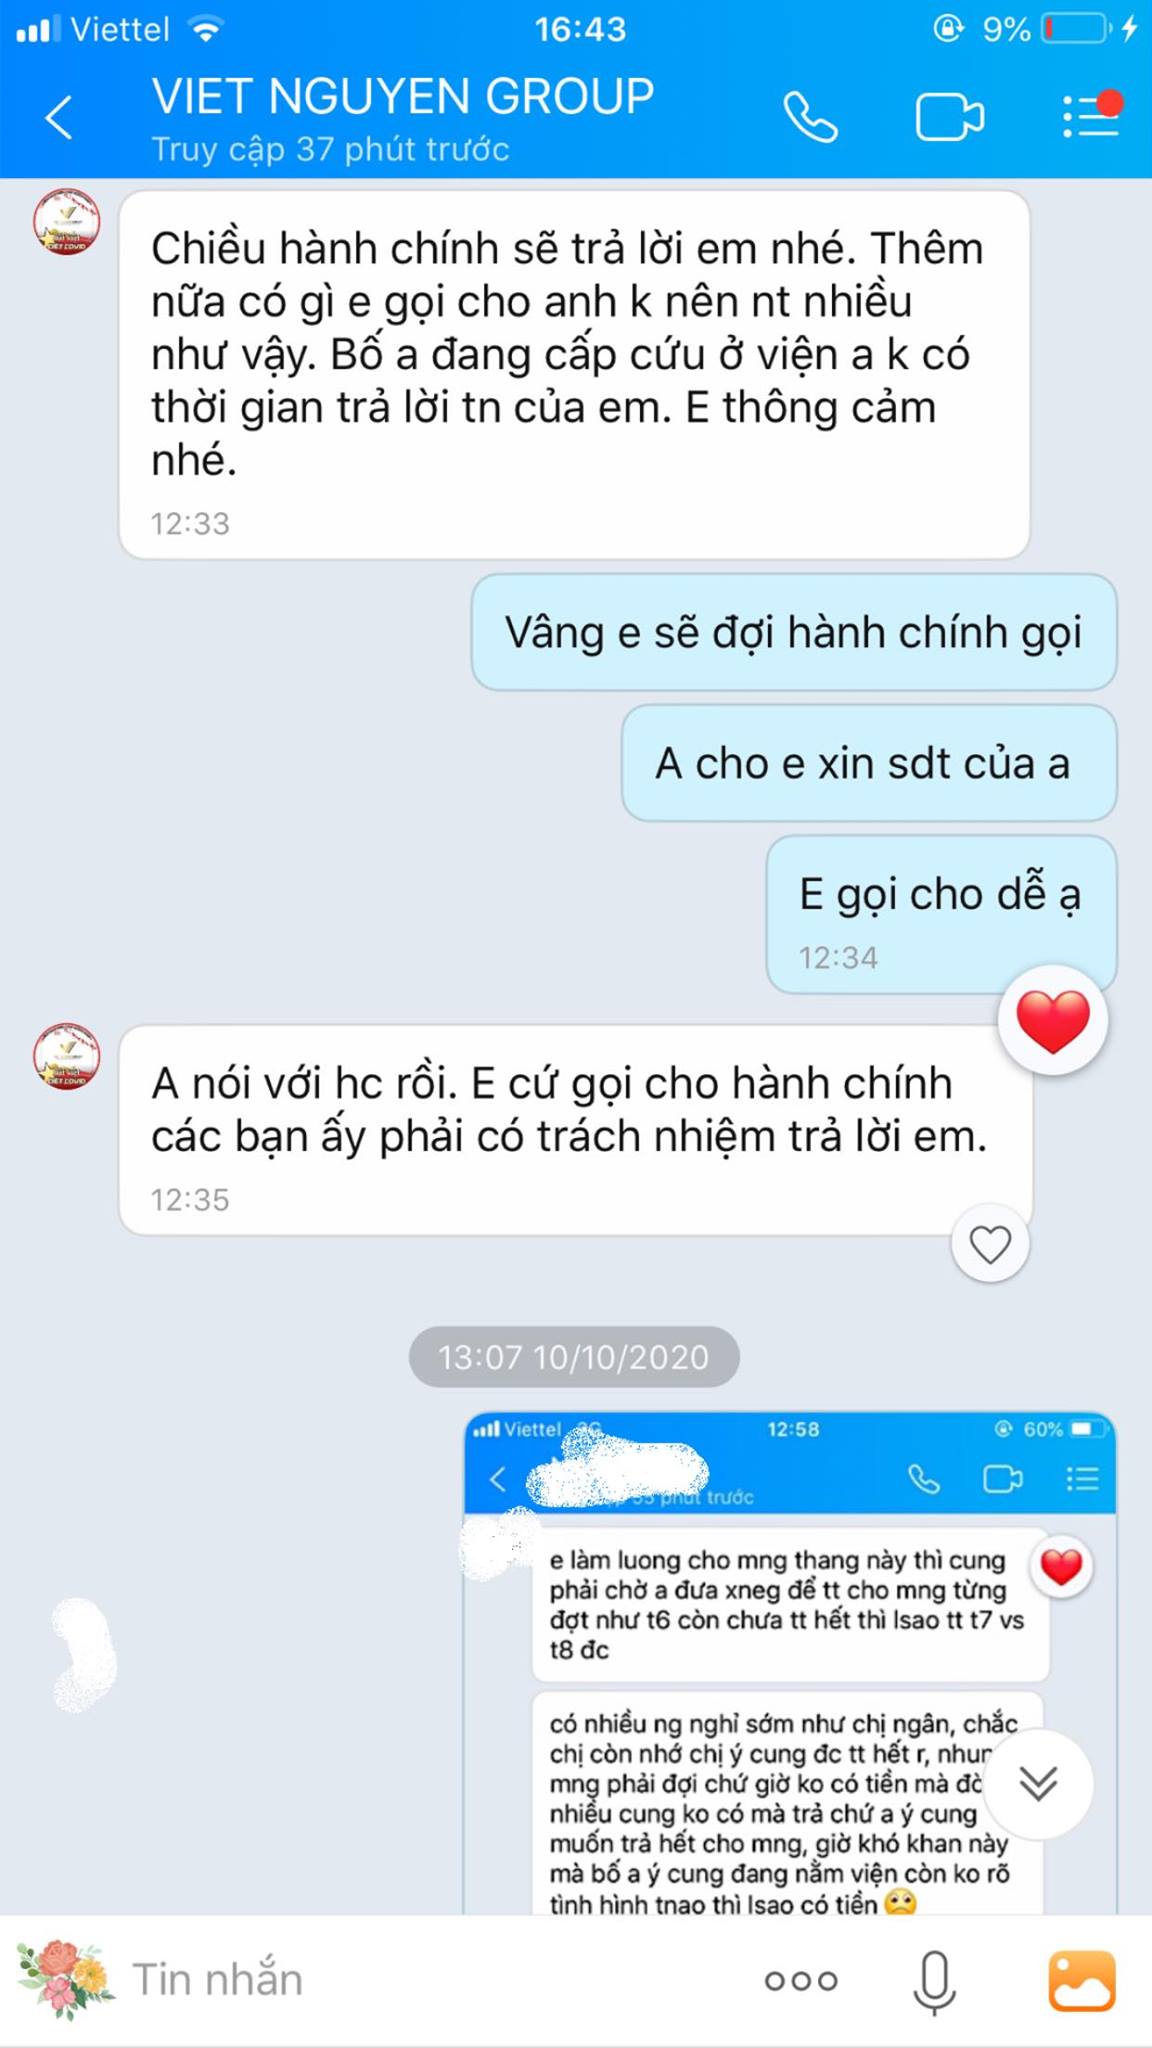 Viettel 16:43 9%
VIET NGUYEN GROUP
Truy cập 37 phút trước
Chiều hành chính sẽ trả lời em nhé. Thêm
nữa có gì e gọi cho anh k nên nt nhiều
như vậy. Bố a đang cấp cứu ở viện a k có
thời gian trả lời tn của em. E thông cảm
nhé.
12:33
Vâng e sẽ đợi hành chính gọi
A cho e xin sdt của a
E gọi cho dễ ạ
12:34
A nói với hc rồi. E cứ gọi cho hành chính
các bạn ấy phải có trách nhiệm trả lời em.
12:35
13:07 10/10/2020
Viettel 3G 12:58 60%
55 phút trước
e làm luong cho mng thang này thì cung
phải chờ a đưa xneg để tt cho mng từng
đợt như t6 còn chưa tt hết thì lsao tt t7 vs
t8 đc
có nhiều ng nghỉ sớm như chị ngân, chắc
chị còn nhớ chị ý cung đc tt hết r, nhun
mng phải đợi chứ giờ ko có tiền mà đò
nhiều cung ko có mà trả chứ a ý cung
muốn trả hết cho mng, giờ khó khan này
mà bố a ý cung đang nằm viện còn ko rõ
tình hình tnao thì lsao có tiền
Tin nhắn